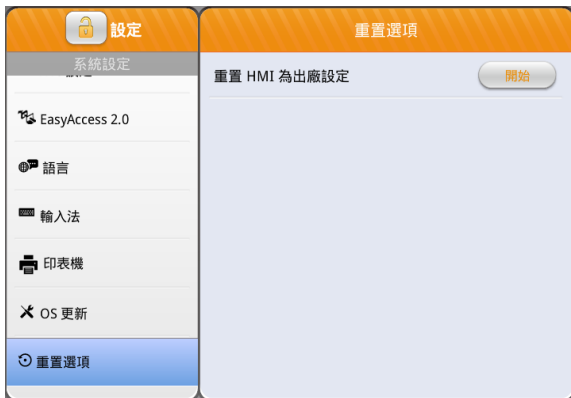 設定
系統設定
EasyAccess 2.0
語言
輸入法
印表機
OS 更新
重置選項
重置選項
重置 HMI 為出廠設定
開始